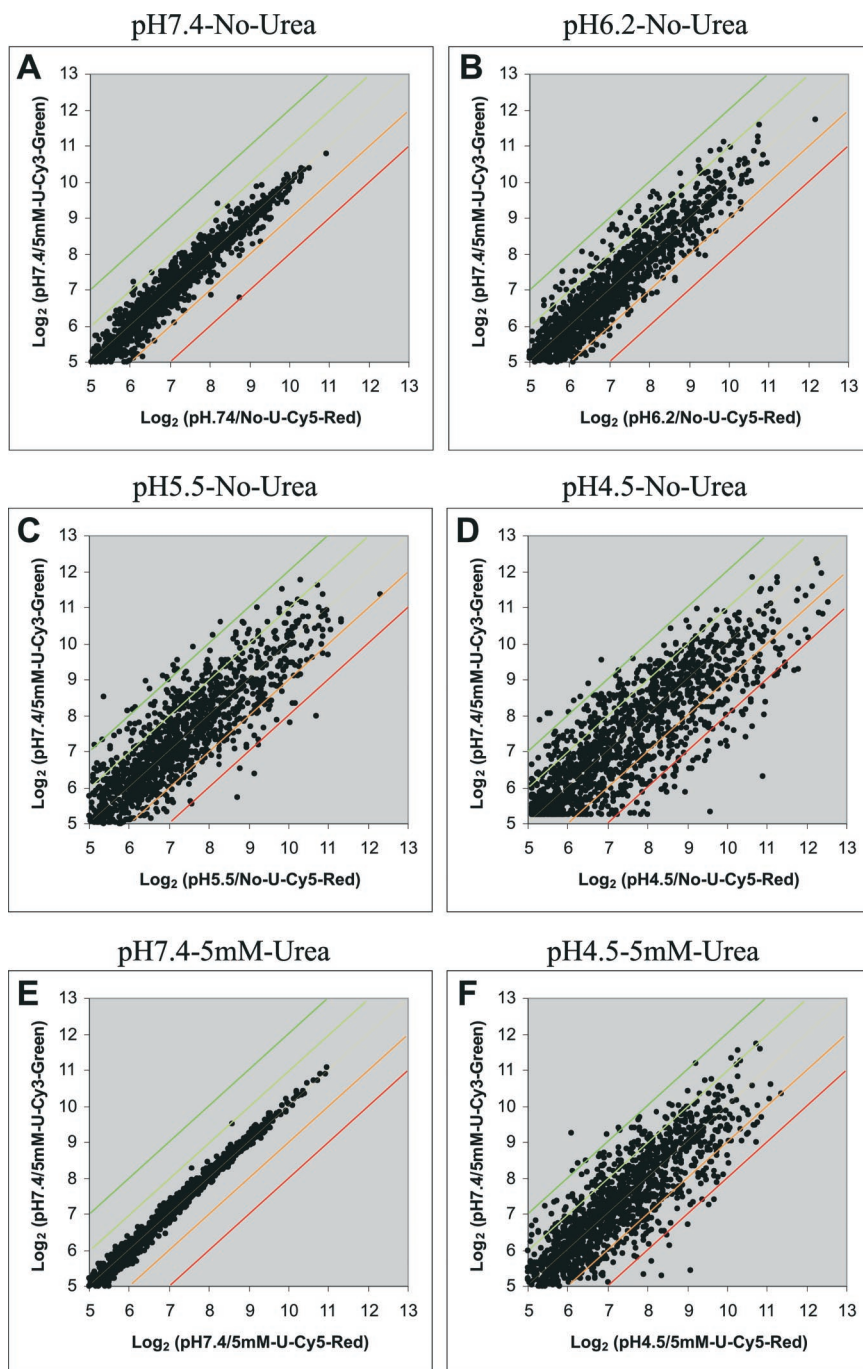 pH7.4-No-Urea
pH6.2-No-Urea
A
13
12
11
10
9
8
7
6
5
5 6 7 8 9 10 11 12 13
Log₂ (pH7.4/5mM-U-Cy3-Green)
Log₂ (pH.74/No-U-Cy5-Red)
B
13
12
11
10
9
8
7
6
5
5 6 7 8 9 10 11 12 13
Log₂ (pH7.4/5mM-U-Cy3-Green)
Log₂ (pH6.2/No-U-Cy5-Red)
pH5.5-No-Urea
pH4.5-No-Urea
C
13
12
11
10
9
8
7
6
5
5 6 7 8 9 10 11 12 13
Log₂ (pH7.4/5mM-U-Cy3-Green)
Log₂ (pH5.5/No-U-Cy5-Red)
D
13
12
11
10
9
8
7
6
5
5 6 7 8 9 10 11 12 13
Log₂ (pH7.4/5mM-U-Cy3-Green)
Log₂ (pH4.5/No-U-Cy5-Red)
pH7.4-5mM-Urea
pH4.5-5mM-Urea
E
13
12
11
10
9
8
7
6
5
5 6 7 8 9 10 11 12 13
Log₂ (pH7.4/5mM-U-Cy3-Green)
Log₂ (pH7.4/5mM-U-Cy5-Red)
F
13
12
11
10
9
8
7
6
5
5 6 7 8 9 10 11 12 13
Log₂ (pH7.4/5mM-U-Cy3-Green)
Log₂ (pH4.5/5mM-U-Cy5-Red)